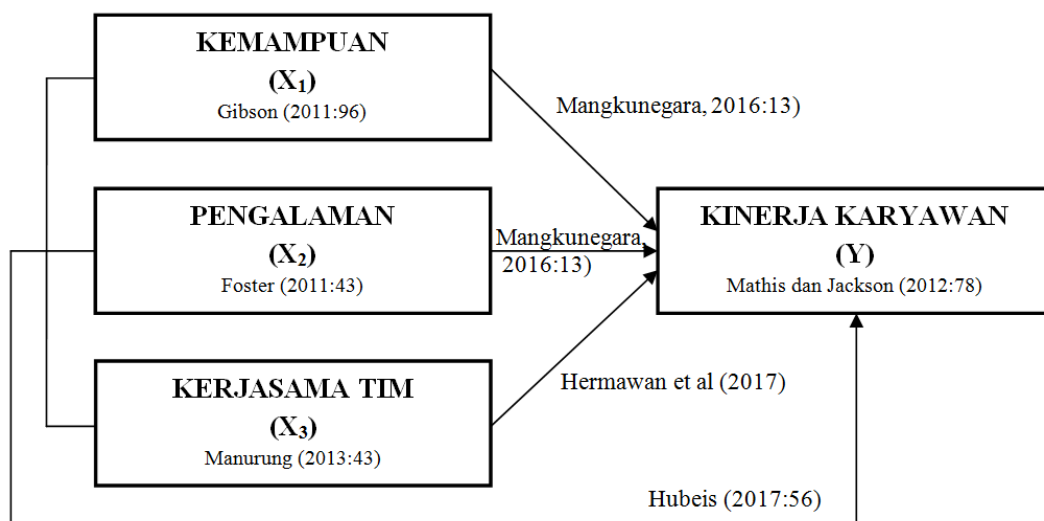 KEMAMPUAN
(X₁)
Gibson (2011:96)
Mangkunegara, 2016:13)
PENGALAMAN
(X₂)
Foster (2011:43)
Mangkunegara,
2016:13)
KINERJA KARYAWAN
(Y)
Mathis dan Jackson (2012:78)
KERJASAMA TIM
(X₃)
Manurung (2013:43)
Hermawan et al (2017)
Hubeis (2017:56)